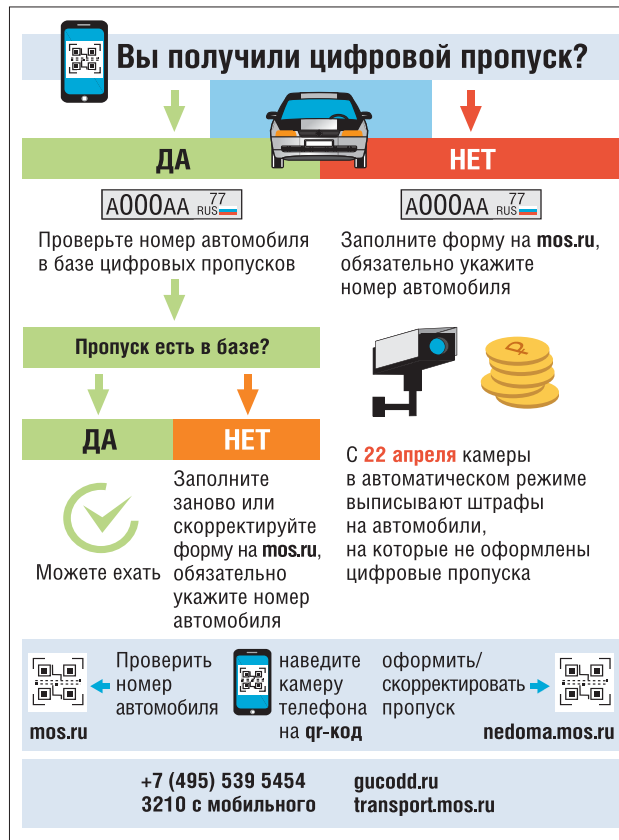 Вы получили цифровой пропуск?
ДА
НЕТ
А000АА 77 RUS
А000АА 77 RUS
Проверьте номер автомобиля
в базе цифровых пропусков
Заполните форму на mos.ru,
обязательно укажите
номер автомобиля
Пропуск есть в базе?
ДА
НЕТ
Можете ехать
Заполните
заново или
скорректируйте
форму на mos.ru,
обязательно
укажите номер
автомобиля
С 22 апреля камеры
в автоматическом режиме
выписывают штрафы
на автомобили,
на которые не оформлены
цифровые пропуска
Проверить
номер
автомобиля
mos.ru
наведите
камеру
телефона
на qr-код
оформить/
скорректировать
пропуск
nedoma.mos.ru
+7 (495) 539 5454
3210 с мобильного
gucodd.ru
transport.mos.ru